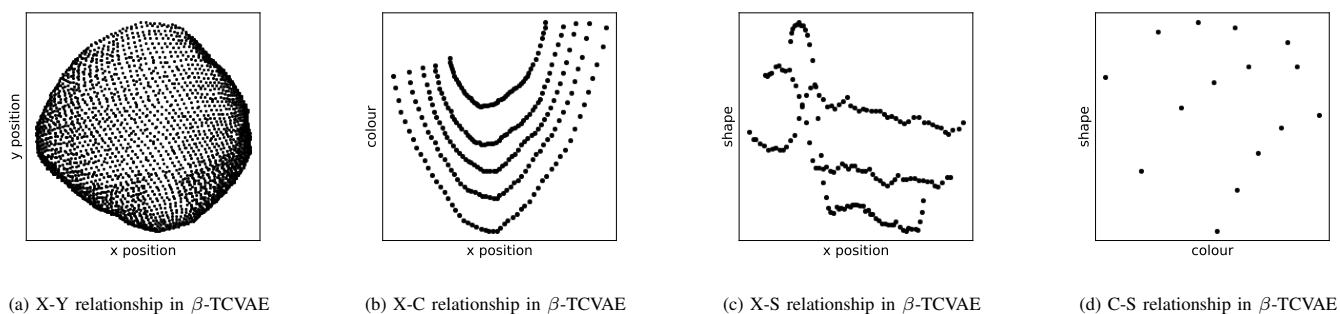 y position
x position
colour
x position
shape
x position
shape
colour
(a) X-Y relationship in β-TCVAE
(b) X-C relationship in β-TCVAE
(c) X-S relationship in β-TCVAE
(d) C-S relationship in β-TCVAE